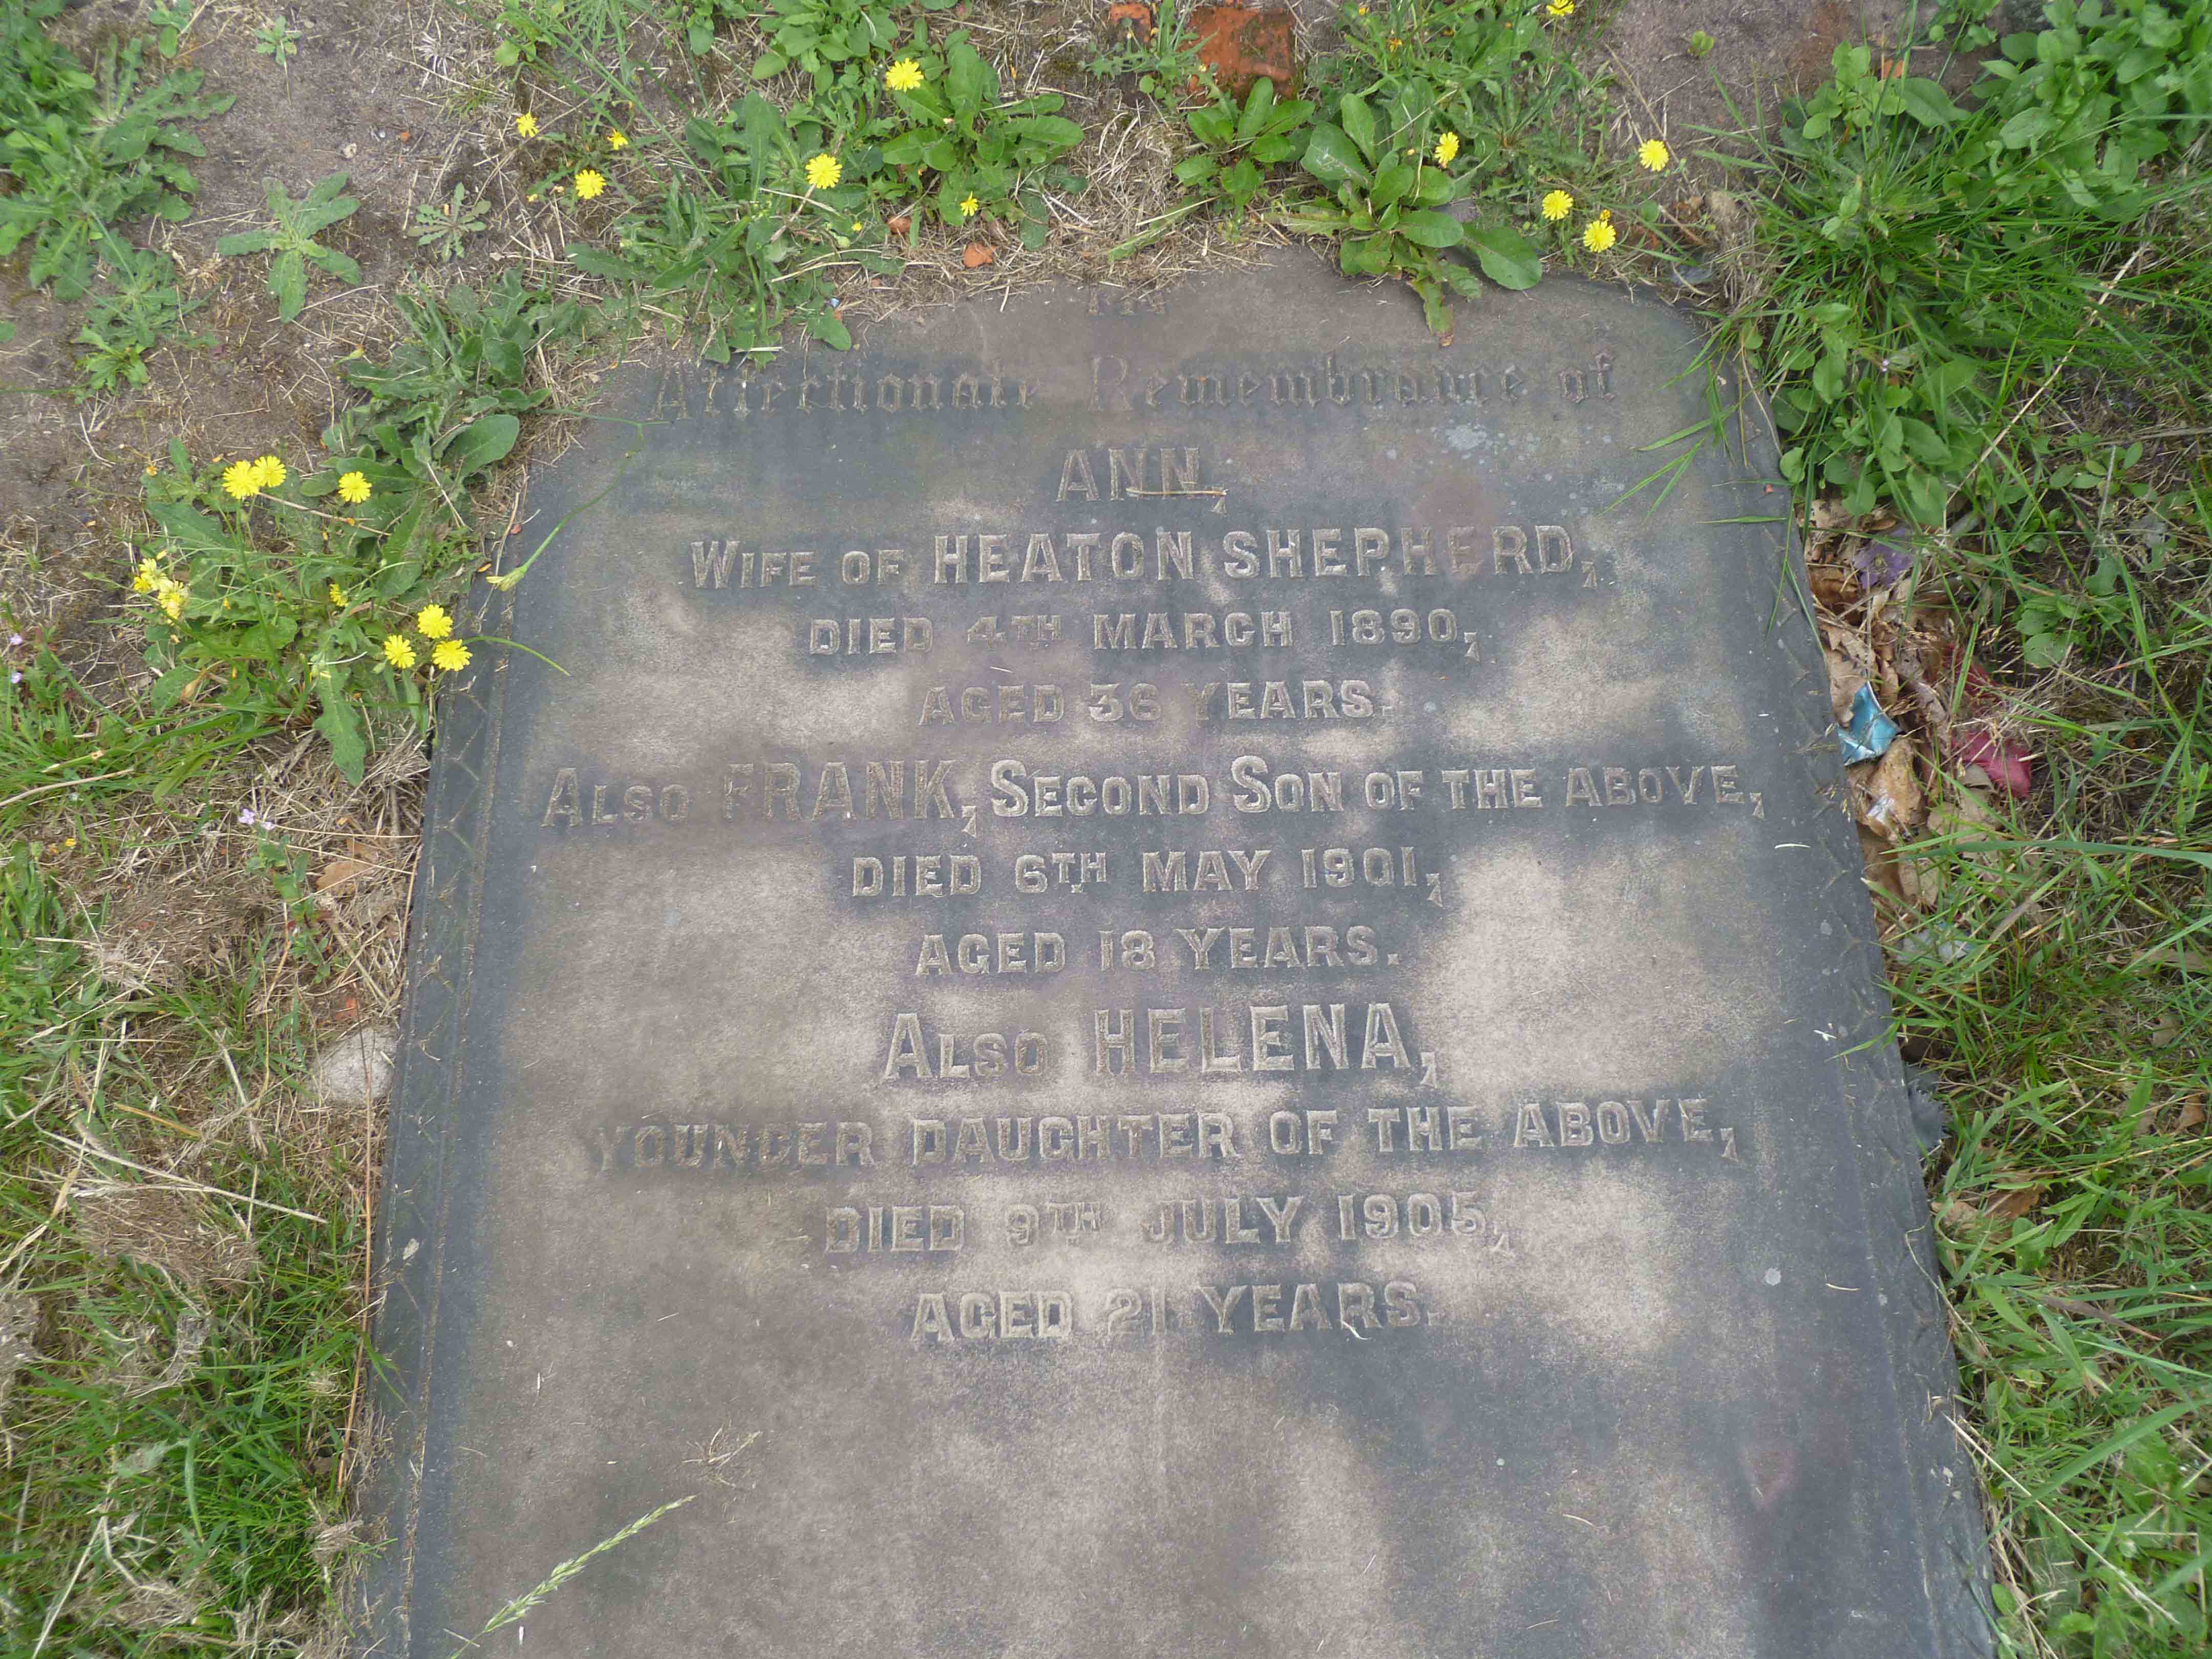 In
Affectionate Remembrance of
ANN,
WIFE OF HEATON SHEPHERD,
DIED 4TH MARCH 1890,
AGED 36 YEARS.
ALSO FRANK, SECOND SON OF THE ABOVE,
DIED 6TH MAY 1901,
AGED 18 YEARS.
ALSO HELENA,
YOUNGER DAUGHTER OF THE ABOVE,
DIED 9TH JULY 1905,
AGED 21 YEARS.